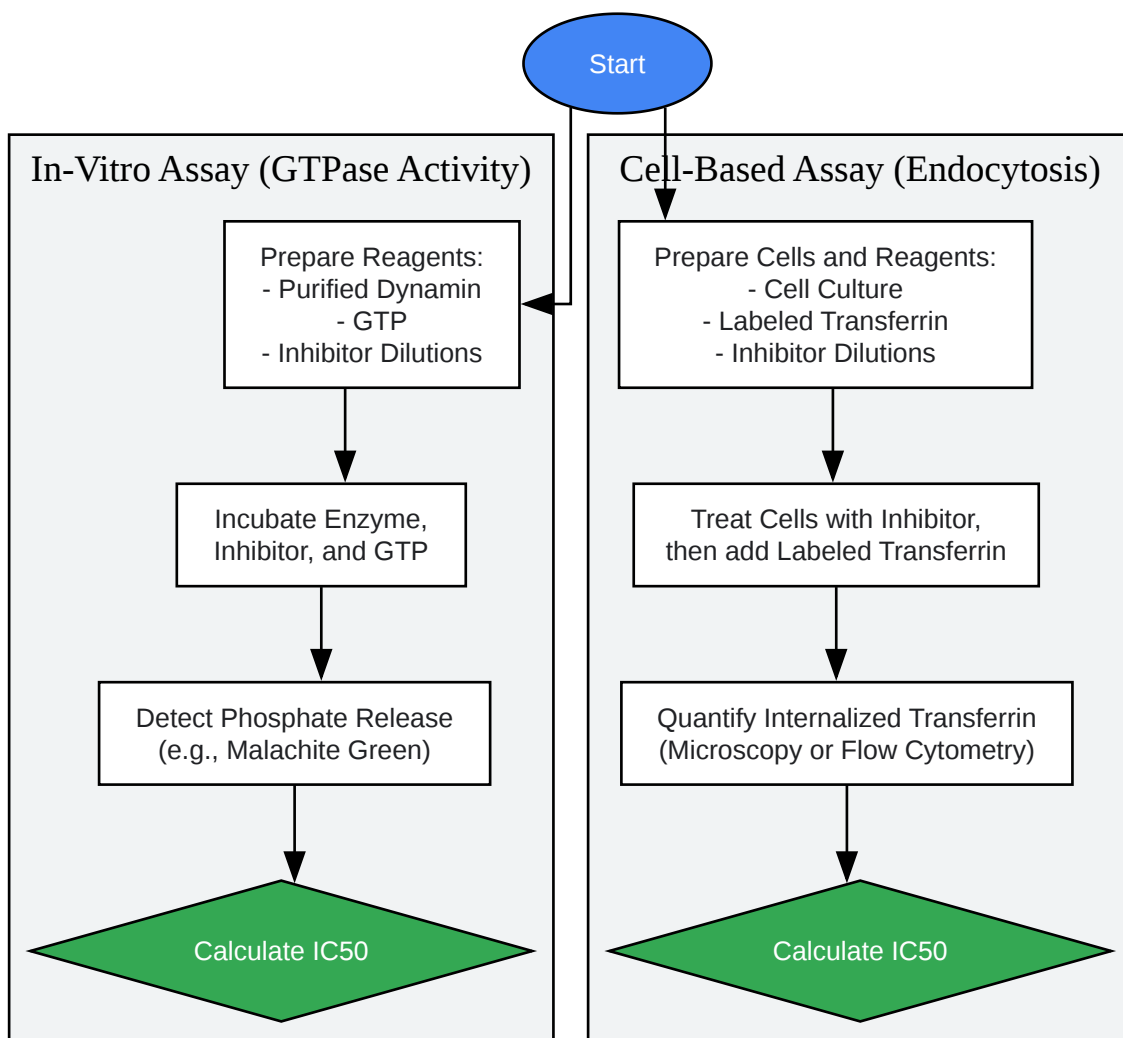 Start
In-Vitro Assay (GTPase Activity)
Prepare Reagents:
- Purified Dynamin
- GTP
- Inhibitor Dilutions
Incubate Enzyme,
Inhibitor, and GTP
Detect Phosphate Release
(e.g., Malachite Green)
Calculate IC50
Cell-Based Assay (Endocytosis)
Prepare Cells and Reagents:
- Cell Culture
- Labeled Transferrin
- Inhibitor Dilutions
Treat Cells with Inhibitor,
then add Labeled Transferrin
Quantify Internalized Transferrin
(Microscopy or Flow Cytometry)
Calculate IC50